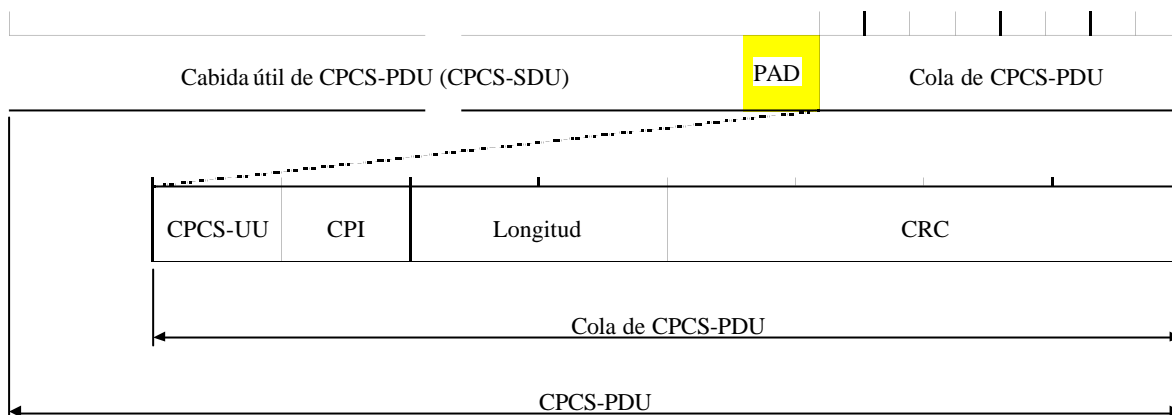 Cabida útil de CPCS-PDU (CPCS-SDU) PAD Cola de CPCS-PDU
CPCS-UU CPI Longitud CRC
Cola de CPCS-PDU
CPCS-PDU